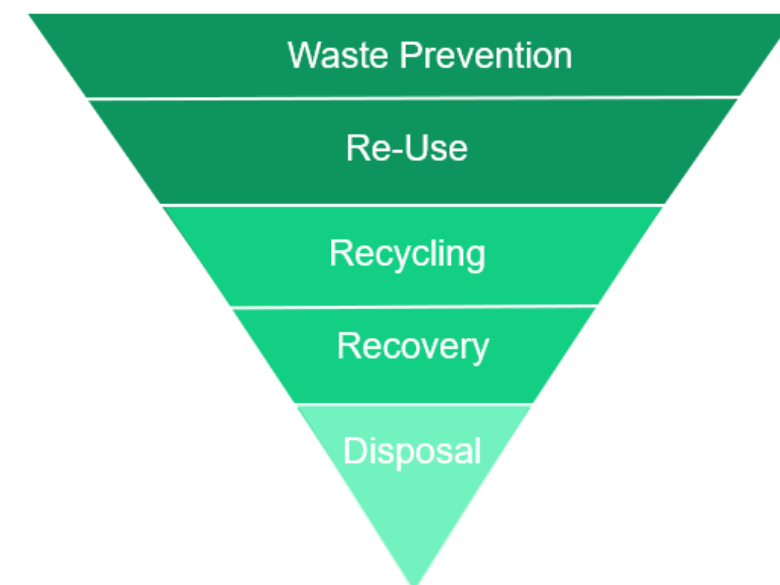 Waste Prevention
Re-Use
Recycling
Recovery
Disposal